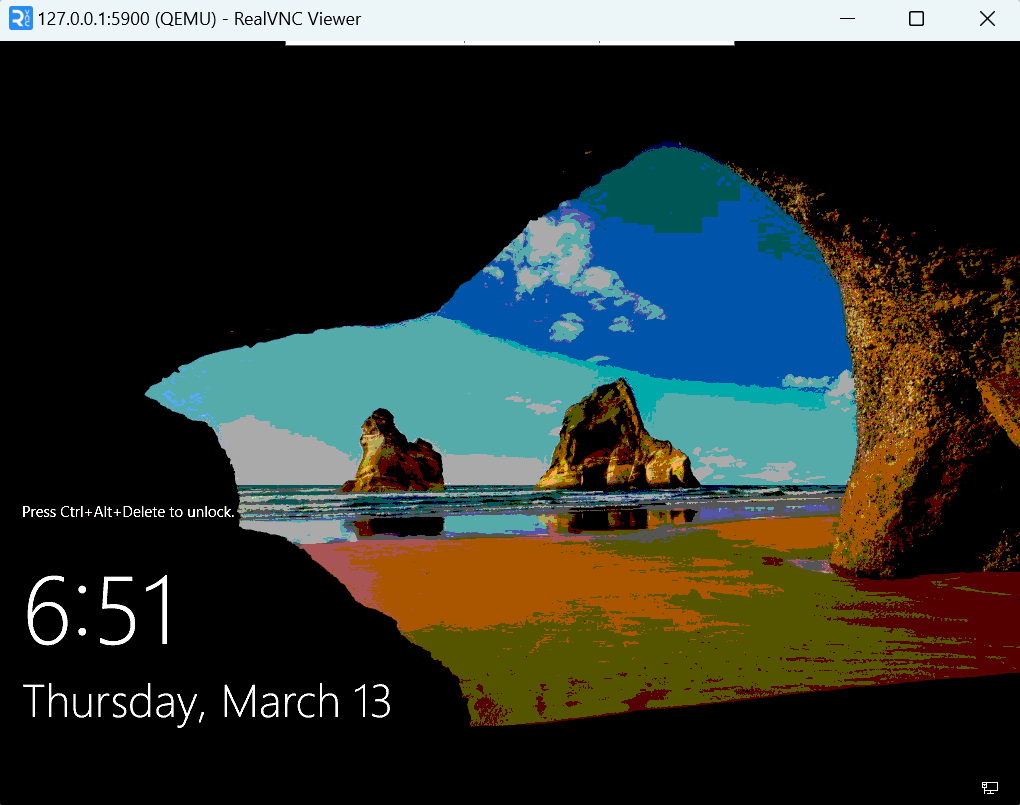 127.0.0.1:5900 (QEMU) - RealVNC Viewer
Press Ctrl+Alt+Delete to unlock.
6:51
Thursday, March 13